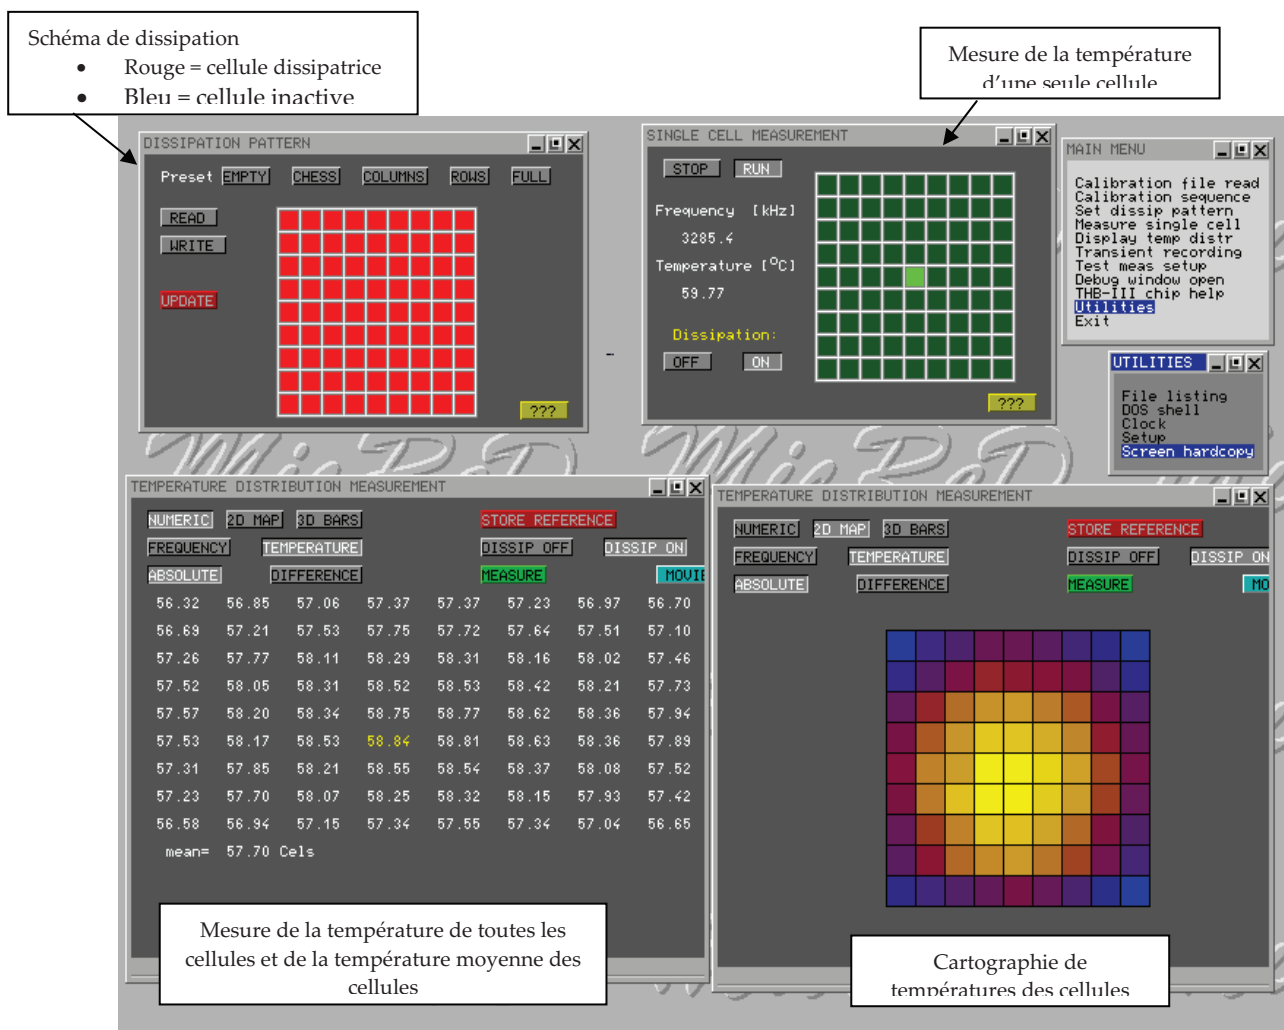 Schéma de dissipation
• Rouge = cellule dissipatrice
• Bleu = cellule inactive
Mesure de la température
d'une seule cellule
DISSIPATION PATTERN
Preset EMPTY CHESS COLUMNS ROWS FULL
READ
WRITE
UPDATE
???
SINGLE CELL MEASUREMENT
STOP RUN
Frequency [kHz]
3285.4
Temperature [°C]
59.77
Dissipation:
OFF ON
???
MAIN MENU
Calibration file read
Calibration sequence
Set dissip pattern
Measure single cell
Display temp distr
Transient recording
Test meas setup
Debug window open
THB-III chip help
Utilities
Exit
UTILITIES
File listing
DOS shell
Clock
Setup
Screen hardcopy
MicReD MicReD
TEMPERATURE DISTRIBUTION MEASUREMENT
NUMERIC 2D MAP 3D BARS STORE REFERENCE
FREQUENCY TEMPERATURE DISSIP OFF DISSIP ON
ABSOLUTE DIFFERENCE MEASURE MOVIE
56.32 56.85 57.06 57.37 57.37 57.23 56.97 56.70
56.69 57.21 57.53 57.75 57.72 57.64 57.51 57.10
57.26 57.77 58.11 58.29 58.31 58.16 58.02 57.46
57.52 58.05 58.31 58.52 58.53 58.42 58.21 57.73
57.57 58.20 58.34 58.75 58.77 58.62 58.36 57.94
57.53 58.17 58.53 58.84 58.81 58.63 58.36 57.89
57.31 57.85 58.21 58.55 58.54 58.37 58.08 57.52
57.23 57.70 58.07 58.25 58.32 58.15 57.93 57.42
56.58 56.94 57.15 57.34 57.55 57.34 57.04 56.65
mean= 57.70 Cels
Mesure de la température de toutes les
cellules et de la température moyenne des
cellules
TEMPERATURE DISTRIBUTION MEASUREMENT
NUMERIC 2D MAP 3D BARS STORE REFERENCE
FREQUENCY TEMPERATURE DISSIP OFF DISSIP ON
ABSOLUTE DIFFERENCE MEASURE MO
Cartographie de
températures des cellules